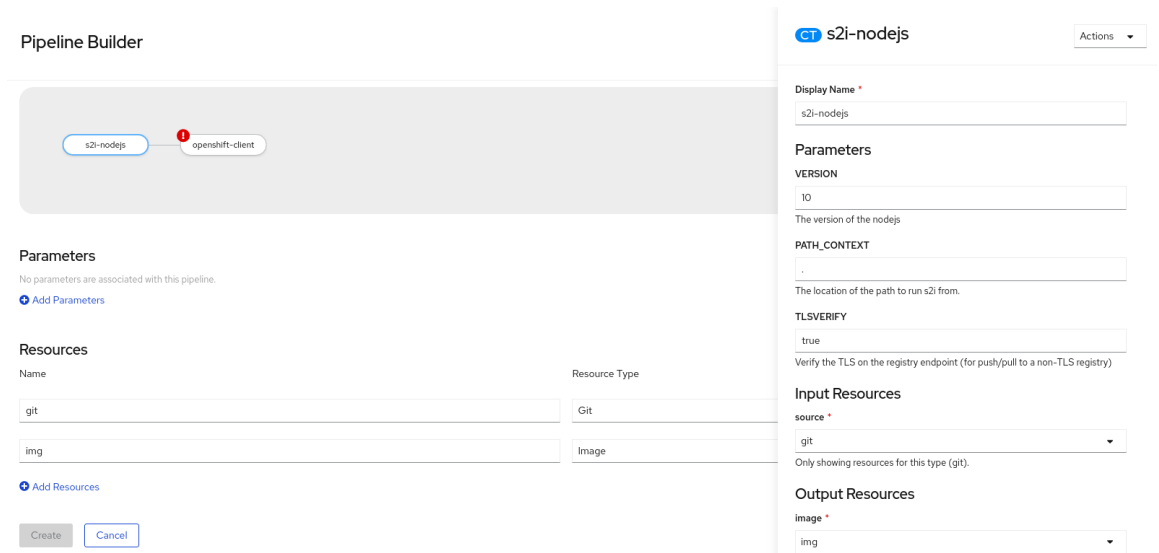 Pipeline Builder
s2i-nodejs
!
openshift-client
Parameters
No parameters are associated with this pipeline.
Add Parameters
Resources
Name
Resource Type
git
Git
img
Image
Add Resources
Create
Cancel
CT s2i-nodejs
Actions
Display Name *
s2i-nodejs
Parameters
VERSION
10
The version of the nodejs
PATH_CONTEXT
.
The location of the path to run s2i from.
TLSVERIFY
true
Verify the TLS on the registry endpoint (for push/pull to a non-TLS registry)
Input Resources
source *
git
Only showing resources for this type (git).
Output Resources
image *
img